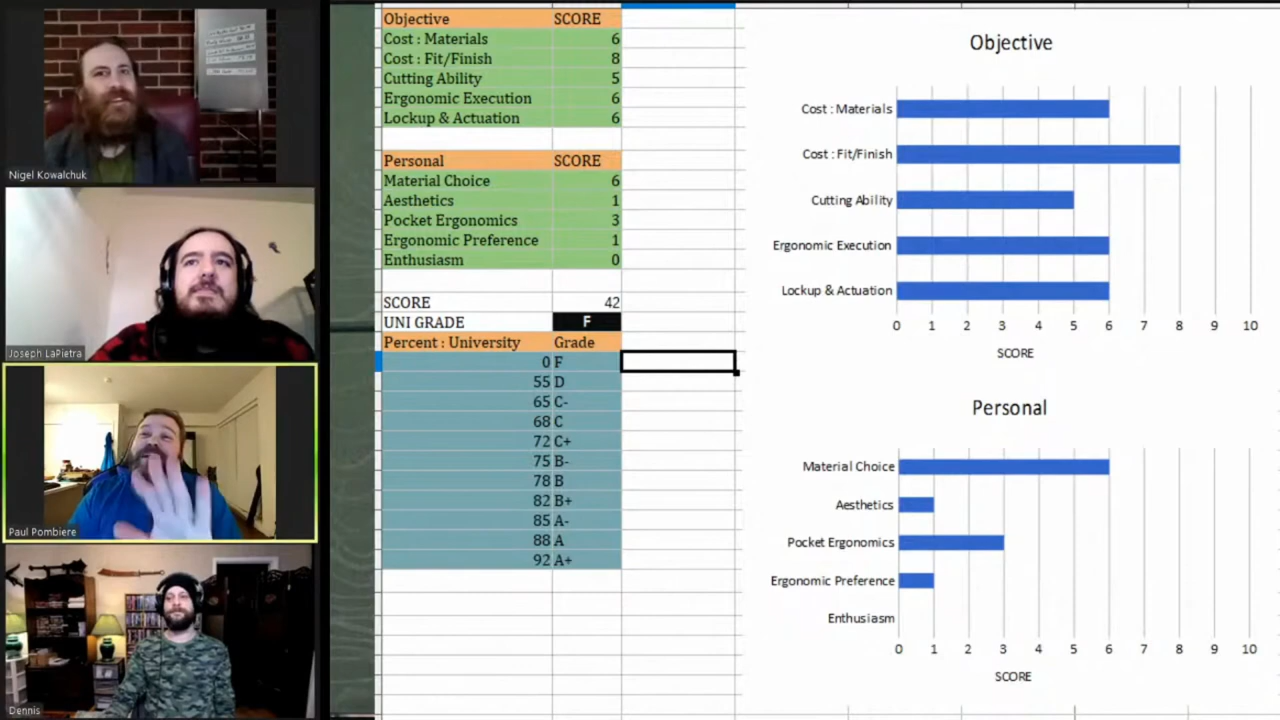 Nigel Kowalchuk
Joseph LaPietra
Paul Pombiere
Dennis
Objective SCORE
Cost : Materials 6
Cost : Fit/Finish 8
Cutting Ability 5
Ergonomic Execution 6
Lockup & Actuation 6
Personal SCORE
Material Choice 6
Aesthetics 1
Pocket Ergonomics 3
Ergonomic Preference 1
Enthusiasm 0
SCORE 42
UNI GRADE F
Percent : University Grade
0 F
55 D
65 C-
68 C
72 C+
75 B-
78 B
82 B+
85 A-
88 A
92 A+
Objective
Cost : Materials
Cost : Fit/Finish
Cutting Ability
Ergonomic Execution
Lockup & Actuation
0 1 2 3 4 5 6 7 8 9 10
SCORE
Personal
Material Choice
Aesthetics
Pocket Ergonomics
Ergonomic Preference
Enthusiasm
0 1 2 3 4 5 6 7 8 9 10
SCORE